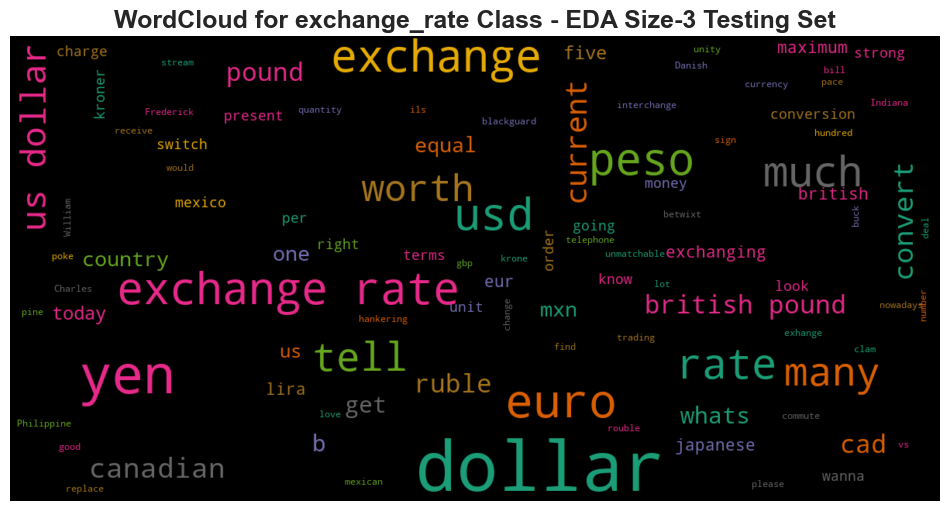 WordCloud for exchange_rate Class - EDA Size-3 Testing Set
charge
stream
exchange
five
unity
maximum
strong
us dollar
kroner
pound
Danish
bill
pace
currency
Frederick
present
quantity
ils
blackguard
current
interchange
conversion
Indiana
receive
switch
equal
sign
hundred
would
peso
much
worth
money
british
convert
William
mexico
usd
per
betwixt
buck
deal
going
order
telephone
right
one
terms
poke
country
gbp
krone
unmatchable
exchanging
Charles
exchange rate
eur
know
lot
look
unit
change
mxn
british pound
nowadays
number
pine
today
hankering
exhange
trading
us
tell
find
clam
yen
rate
many
lira
ruble
get
euro
love
whats
commute
Philippine
rouble
good
b
japanese
cad
vs
canadian
dollar
replace
mexican
please
wanna